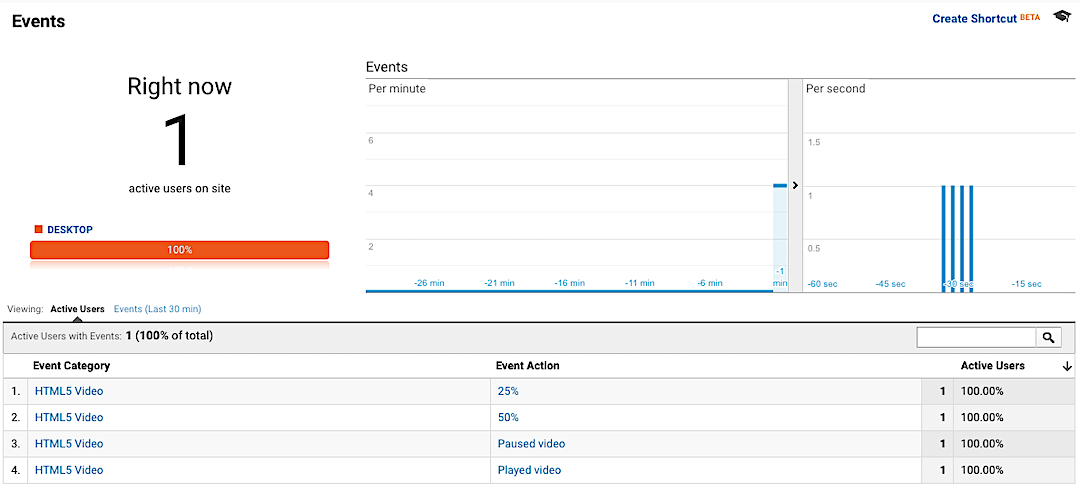 Events
Create Shortcut BETA
Right now
1
active users on site
DESKTOP
100%
Events
Per minute
6
4
2
-26 min
-21 min
-16 min
-11 min
-6 min
-1
min
Per second
1.5
1
0.5
-60 sec
-45 sec
-30 sec
-15 sec
Viewing: Active Users Events (Last 30 min)
Active Users with Events: 1 (100% of total)
Event Category Event Action Active Users
1. HTML5 Video 25% 1 100.00%
2. HTML5 Video 50% 1 100.00%
3. HTML5 Video Paused video 1 100.00%
4. HTML5 Video Played video 1 100.00%